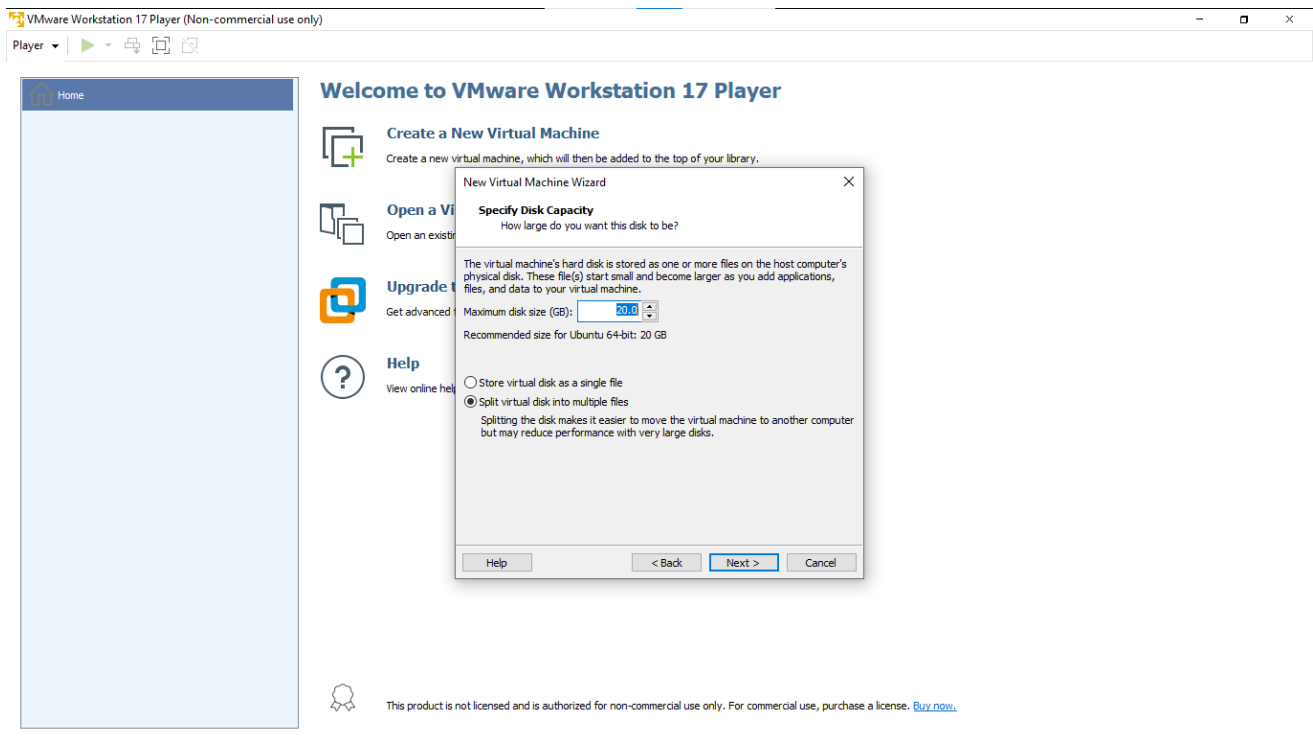 VMware Workstation 17 Player (Non-commercial use only)
Player
Home
Welcome to VMware Workstation 17 Player
Create a New Virtual Machine
Create a new virtual machine, which will then be added to the top of your library.
Open a Vi
Open an existin
Upgrade t
Get advanced f
Help
View online help
New Virtual Machine Wizard
Specify Disk Capacity
How large do you want this disk to be?
The virtual machine's hard disk is stored as one or more files on the host computer's
physical disk. These file(s) start small and become larger as you add applications,
files, and data to your virtual machine.
Maximum disk size (GB): 20.0
Recommended size for Ubuntu 64-bit: 20 GB
Store virtual disk as a single file
Split virtual disk into multiple files
Splitting the disk makes it easier to move the virtual machine to another computer
but may reduce performance with very large disks.
Help < Back Next > Cancel
This product is not licensed and is authorized for non-commercial use only. For commercial use, purchase a license. Buy now.